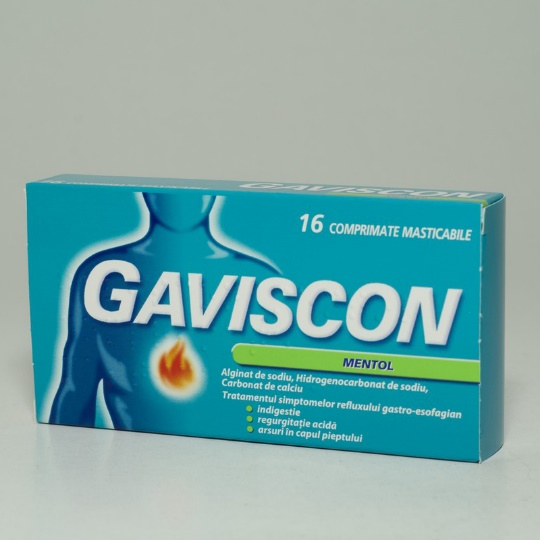 GAVISCON
16 COMPRIMATE MASTICABILE
GAVISCON
MENTOL
Alginat de sodiu, Hidrogenocarbonat de sodiu,
Carbonat de calciu
Tratamentul simptomelor refluxului gastro-esofagian
indigestie
regurgitație acidă
arsuri în capul pieptului